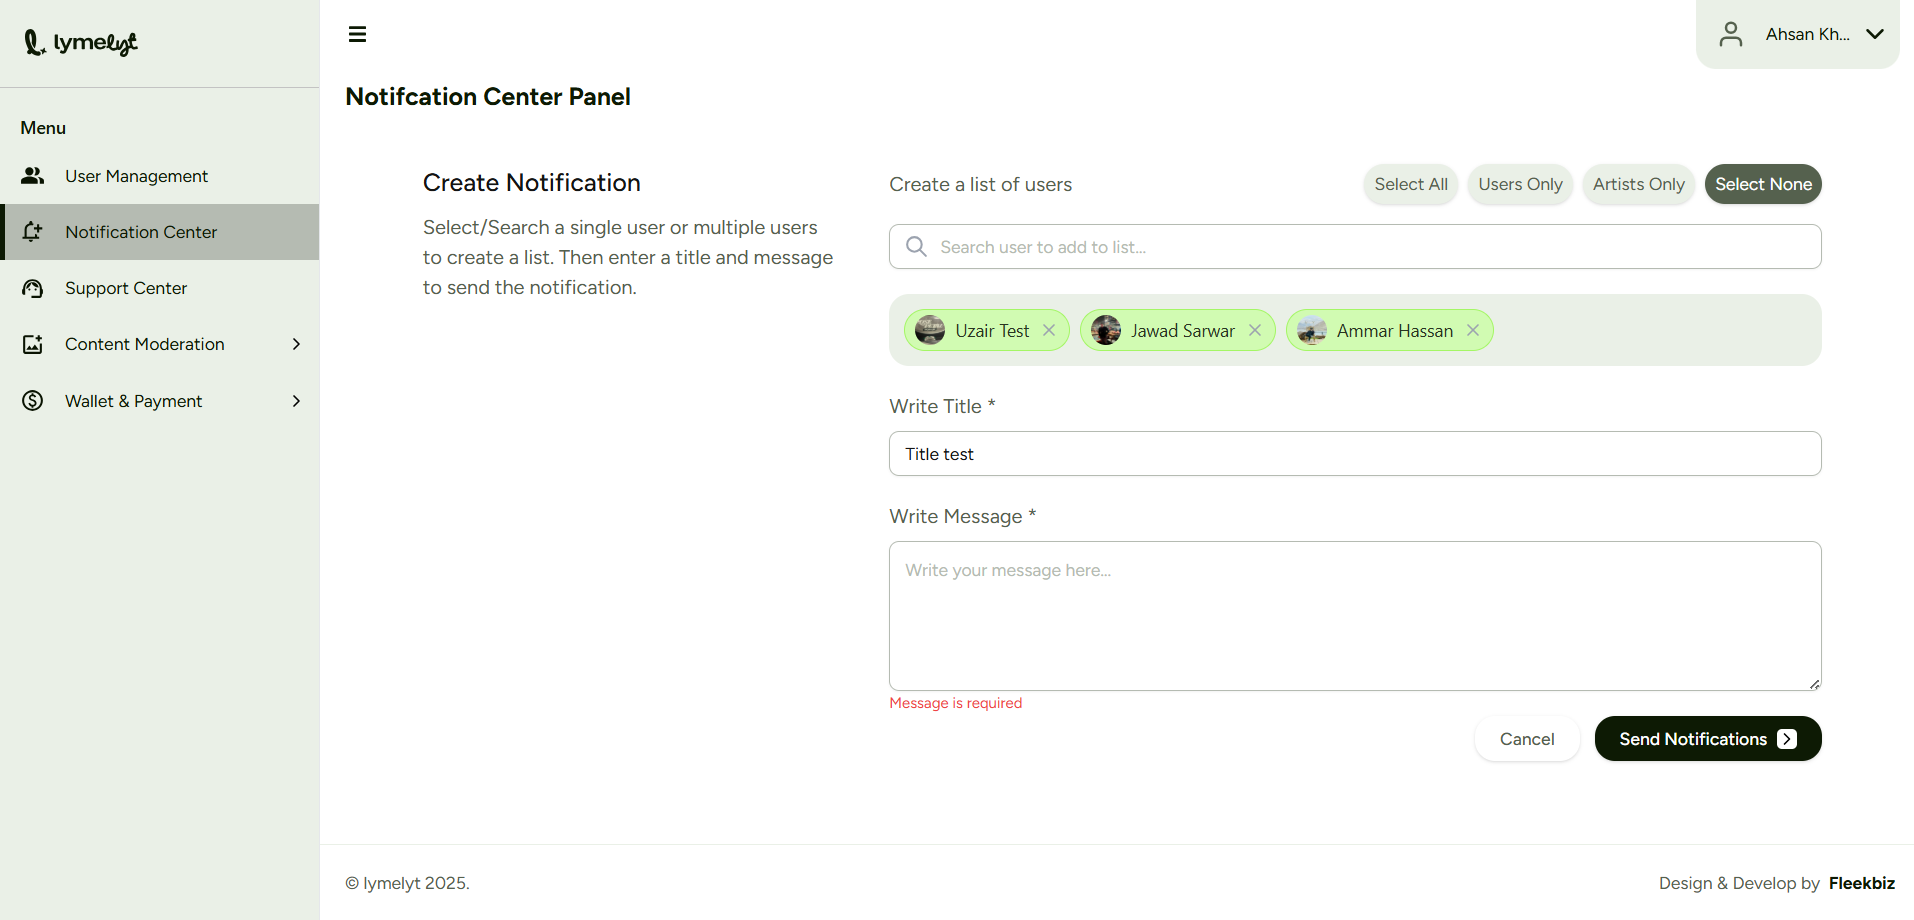 lymelyt
Ahsan Kh...
Notifcation Center Panel
Menu
User Management
Notification Center
Support Center
Content Moderation
Wallet & Payment
Create Notification
Select/Search a single user or multiple users
to create a list. Then enter a title and message
to send the notification.
Create a list of users
Select All
Users Only
Artists Only
Select None
Search user to add to list...
Uzair Test
Jawad Sarwar
Ammar Hassan
Write Title *
Title test
Write Message *
Write your message here...
Message is required
Cancel
Send Notifications
© lymelyt 2025.
Design & Develop by Fleekbiz